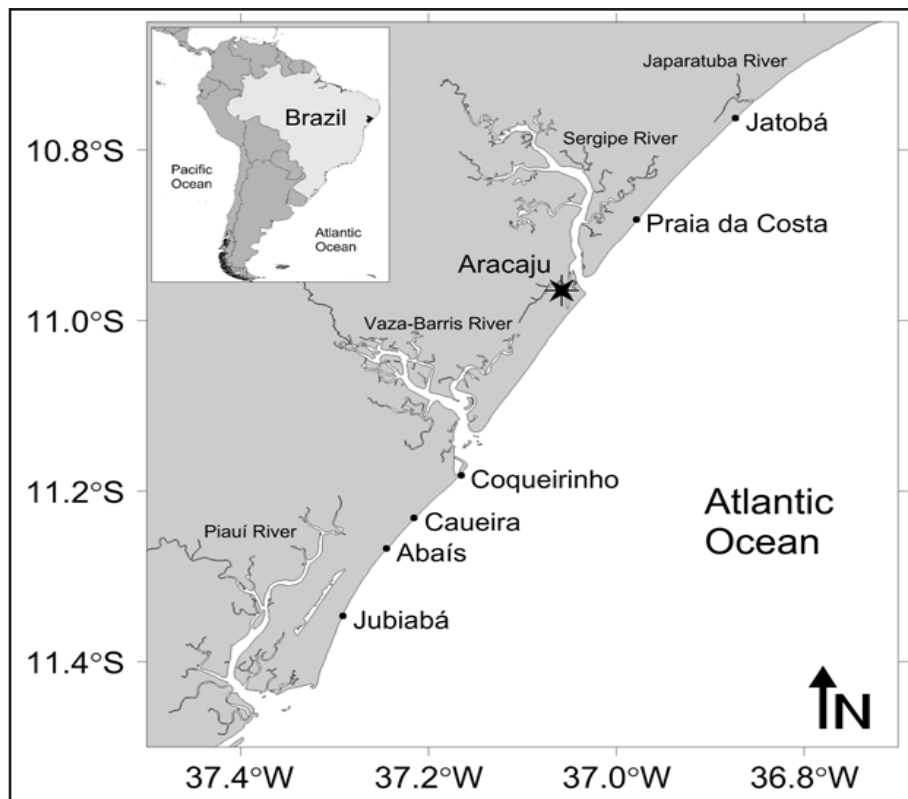 Brazil
Pacific
Ocean
Atlantic
Ocean
Japaratuba River
Jatobá
10.8°S
Sergipe River
Praia da Costa
Aracaju
11.0°S
Vaza-Barris River
Coqueirinho
11.2°S
Caueira
Atlantic
Ocean
Piauí River
Abaís
Jubiabá
11.4°S
N
37.4°W
37.2°W
37.0°W
36.8°W